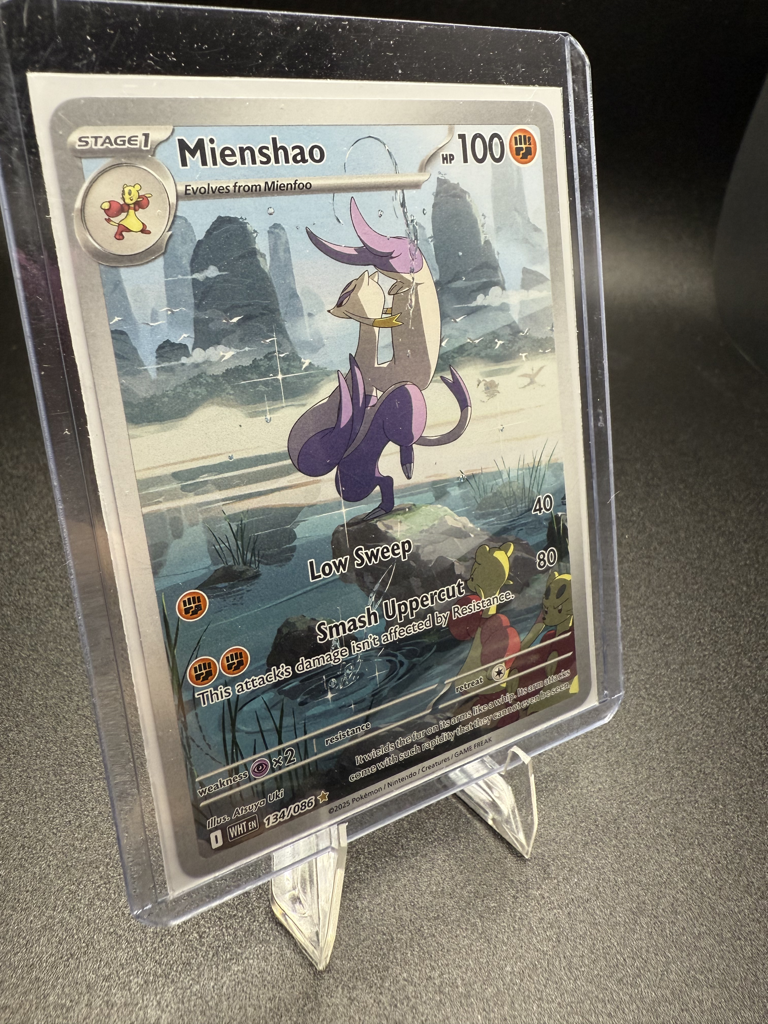 STAGE 1
Mienshao
HP 100
Evolves from Mienfoo
Low Sweep 40
Smash Uppercut 80
This attack's damage isn't affected by Resistance.
weakness ×2 resistance retreat
It wields the fur on its arms like a whip. Its arm attacks
come with such rapidity that they cannot even be seen.
Illus. Atsuya Uki
I WHT EN 134/086
©2025 Pokémon / Nintendo / Creatures / GAME FREAK